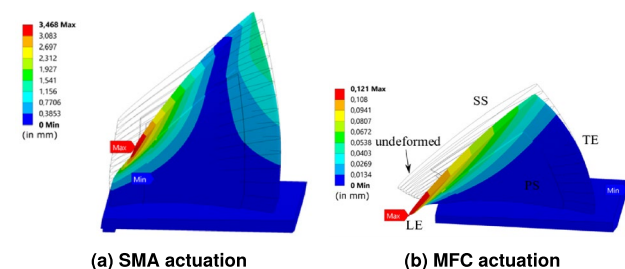 3,468 Max
3,083
2,698
2,312
1,927
1,541
1,156
0,7706
0,3853
0 Min
(in mm)
Max
Min
0,121 Max
0,108
0,0941
0,0807
0,0672
0,0538
0,0403
0,0269
0,0134
0 Min
(in mm)
SS
undeformed
TE
PS
Min
Max
LE
(a) SMA actuation
(b) MFC actuation